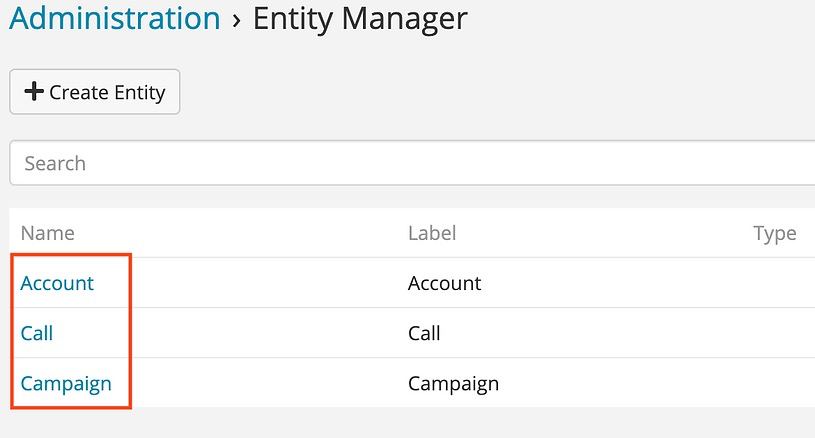 Administration › Entity Manager
Create Entity
Search
Name Label Type
Account Account
Call Call
Campaign Campaign